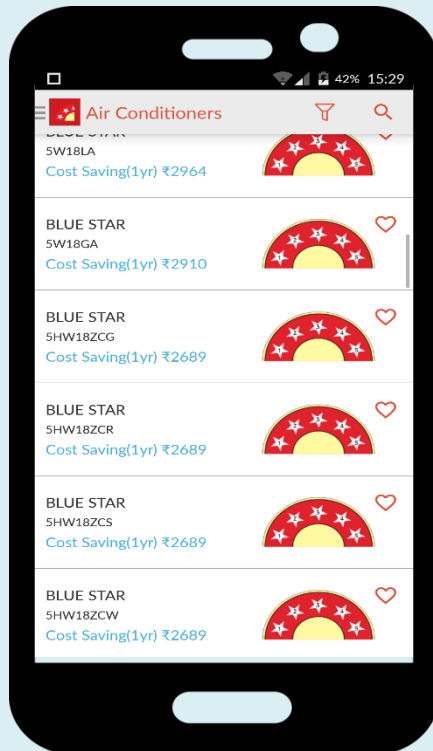 42% 15:29
Air Conditioners
BLUE STAR
5W18LA
Cost Saving(1yr) ₹2964
BLUE STAR
5W18GA
Cost Saving(1yr) ₹2910
BLUE STAR
5HW18ZCG
Cost Saving(1yr) ₹2689
BLUE STAR
5HW18ZCR
Cost Saving(1yr) ₹2689
BLUE STAR
5HW18ZCS
Cost Saving(1yr) ₹2689
BLUE STAR
5HW18ZCW
Cost Saving(1yr) ₹2689